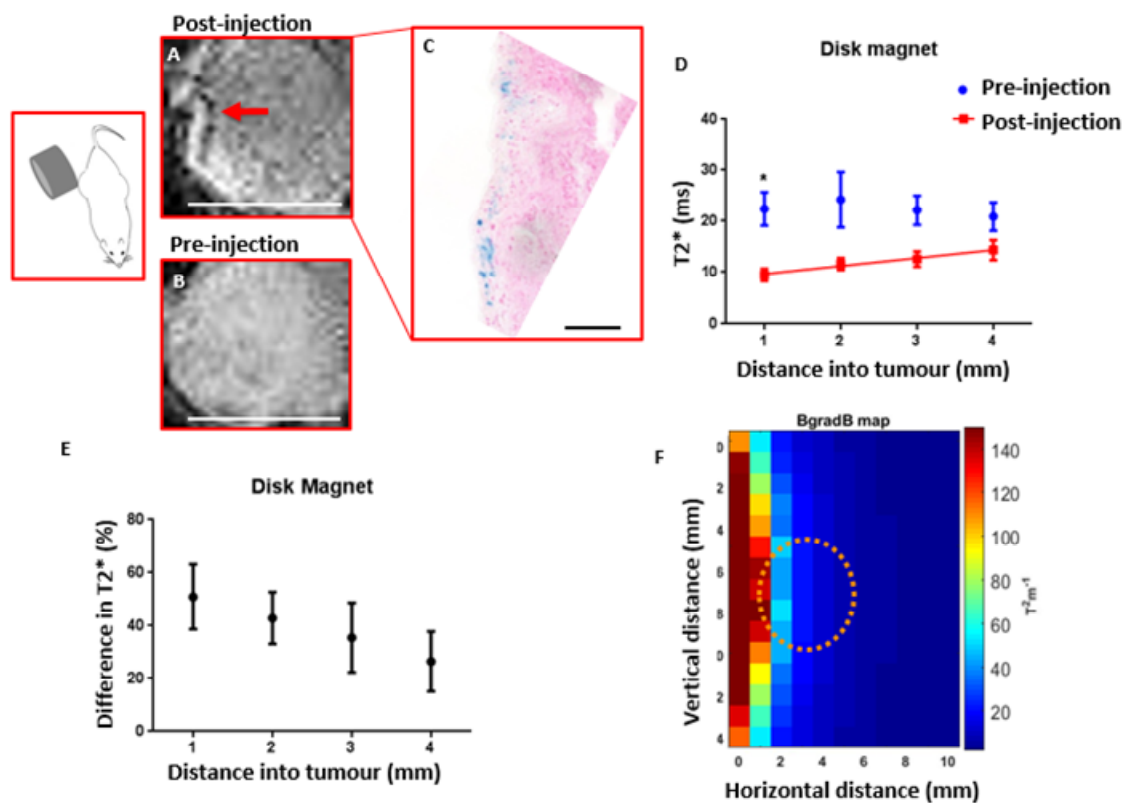 Post-injection
A
Pre-injection
B
C
D
Disk magnet
Pre-injection
Post-injection
T2* (ms)
40
30
20
10
0
*
1 2 3 4
Distance into tumour (mm)
E
Disk Magnet
Difference in T2* (%)
80
60
40
20
0
1 2 3 4
Distance into tumour (mm)
F
BgradB map
Vertical distance (mm)
0
2
4
6
8
0
2
4
0 2 4 6 8 10
Horizontal distance (mm)
140
120
100
80
60
40
20
T²m⁻¹